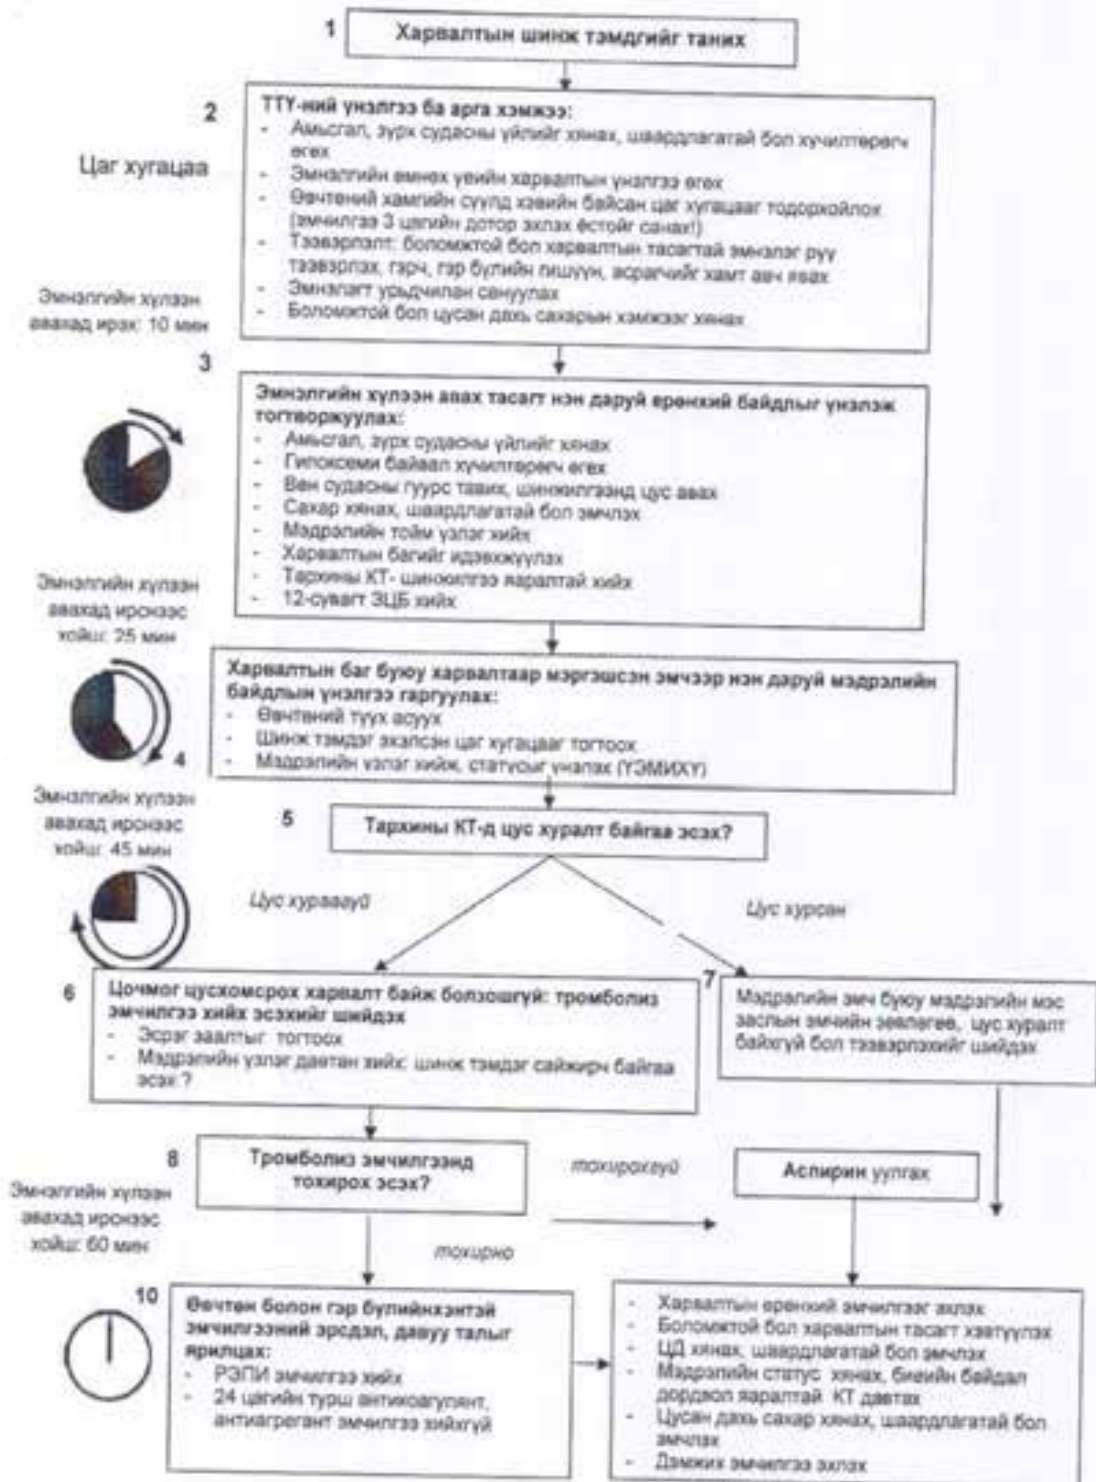 1
Харвалтын шинж тэмдгийг таних
2
ТТҮ-ний үнэлгээ ба арга хэмжээ:
- Амьсгал, зүрх судасны үйлийг хянах, шаардлагатай бол хүчилтөрөгч
өгөх
Цаг хугацаа
- Эмнэлгийн өмнөх үеийн харвалтын үнэлгээ өгөх
- Өвчтөний хамгийн сүүлд хэвийн байсан цаг хугацааг тодорхойлох
(эмчилгээ 3 цагийн дотор эхлэх ёстойг санах!)
- Тээвэрлэлт: боломжтой бол харвалтын тасагтай эмнэлэг рүү
тээвэрлэх, гэрч, гэр бүлийн гишүүн, асрагчийг хамт авч явах
- Эмнэлэгт урьдчилан сануулах
- Боломжтой бол цусан дахь сахарын хэмжээг хянах
Эмнэлгийн хүлээн
авахад ирэх: 10 мин
3
Эмнэлгийн хүлээн авах тасагт нэн даруй ерөнхий байдлыг үнэлэж
тогтворжуулах:
- Амьсгал, зүрх судасны үйлийг хянах
- Гипоксеми байвал хүчилтөрөгч өгөх
- Вен судасны гуурс тавих, шинжилгээнд цус авах
- Сахар хянах, шаардлагатай бол эмчлэх
- Мэдрэлийн тойм үзлэг хийх
- Харвалтын багийг идэвхжүүлэх
- Тархины КТ- шинжилгээ яаралтай хийх
- 12-сувагт ЗЦБ хийх
Эмнэлгийн хүлээн
авахад ирснээс
хойш: 25 мин
Харвалтын баг буюу харвалтаар мэргэшсэн эмчээр нэн даруй мэдрэлийн
байдлын үнэлгээ гаргуулах:
- Өвчтөний түүх асуух
- Шинж тэмдэг эхэлсэн цаг хугацааг тогтоох
4
- Мэдрэлийн үзлэг хийж, статусыг үнэлэх (ҮЭМИХҮ)
Эмнэлгийн хүлээн
авахад ирснээс
хойш: 45 мин
5
Тархины КТ-д цус хуралт байгаа эсэх?
Цус хураагүй
Цус хурсан
6
Цочмог цусхомсрох харвалт байж болзошгүй: тромболиз
эмчилгээ хийх эсэхийг шийдэх
- Эсрэг заалтыг тогтоох
- Мэдрэлийн үзлэг давтан хийх: шинж тэмдэг сайжирч байгаа
эсэх ?
7
Мэдрэлийн эмч буюу мэдрэлийн мэс
заслын эмчийн зөвлөгөө, цус хуралт
байхгүй бол тээвэрлэхийг шийдэх
8
Тромболиз эмчилгээнд
тохирох эсэх?
тохирохгүй
Аспирин уулгах
Эмнэлгийн хүлээн
авахад ирснээс
хойш: 60 мин
тохирно
10
Өвчтөн болон гэр бүлийнхэнтэй
эмчилгээний эрсдэл, давуу талыг
ярилцах:
- РЭПИ эмчилгээ хийх
- 24 цагийн турш антикоагулянт,
антиагрегант эмчилгээ хийхгүй
- Харвалтын ерөнхий эмчилгээг эхлэх
- Боломжтой бол харвалтын тасагт хэвтүүлэх
- ЦД хянах, шаардлагатай бол эмчлэх
- Мэдрэлийн статус хянах, биеийн байдал
дордвол яаралтай КТ давтах
- Цусан дахь сахар хянах, шаардлагатай бол
эмчлэх
- Дэмжих эмчилгээ эхлэх